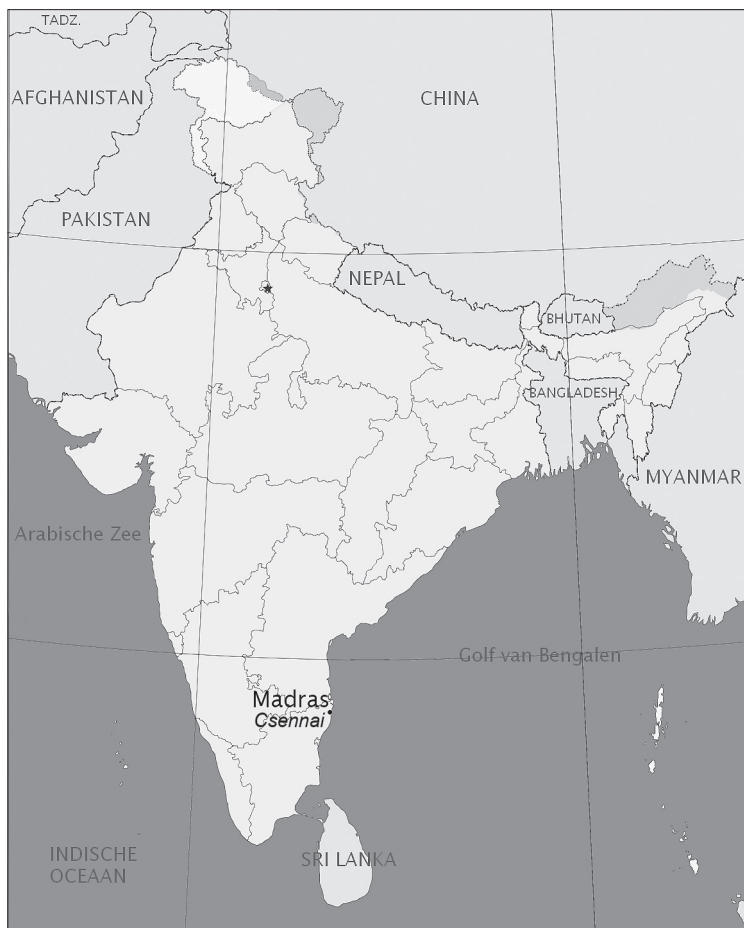 TADZ.
AFGHANISTAN
CHINA
PAKISTAN
NEPAL
BHUTAN
BANGLADESH
MYANMAR
Arabische Zee
Golf van Bengalen
Madras
Csennai
INDISCHE
OCEAAN
SRI LANKA